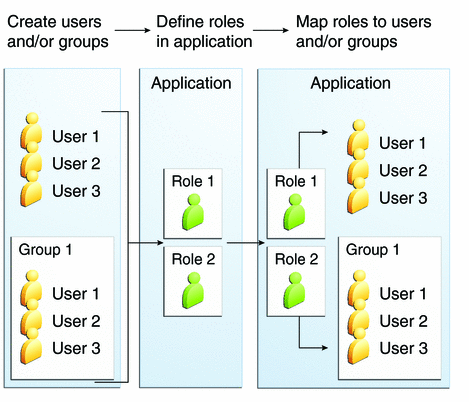 Create users
and/or groups
Define roles
in application
Map roles to users
and/or groups
User 1
User 2
User 3
Group 1
User 1
User 2
User 3
Application
Role 1
Role 2
Application
Role 1
Role 2
User 1
User 2
User 3
Group 1
User 1
User 2
User 3